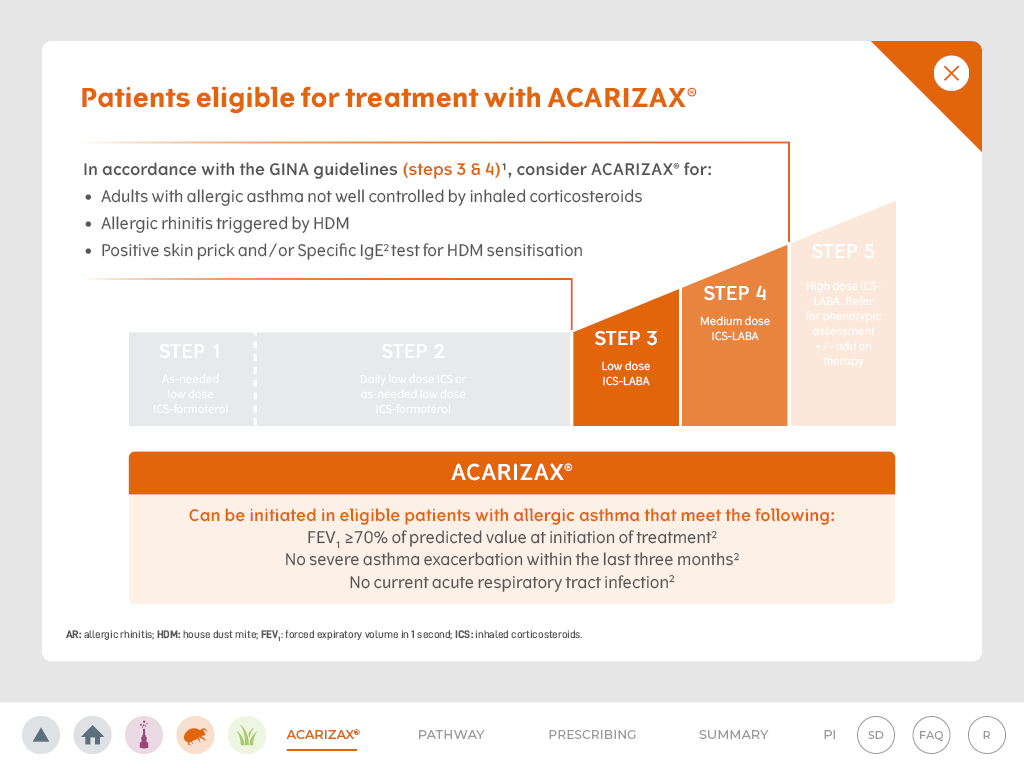 Patients eligible for treatment with ACARIZAX®
In accordance with the GINA guidelines (steps 3 & 4)¹, consider ACARIZAX® for:
• Adults with allergic asthma not well controlled by inhaled corticosteroids
• Allergic rhinitis triggered by HDM
• Positive skin prick and/or Specific IgE² test for HDM sensitisation
STEP 1
As-needed
low dose
ICS-formoterol
STEP 2
Daily low dose ICS or
as-needed low dose
ICS-formoterol
STEP 3
Low dose
ICS-LABA
STEP 4
Medium dose
ICS-LABA
STEP 5
High dose ICS-
LABA. Refer
for phenotypic
assessment
+/- add on
therapy
ACARIZAX®
Can be initiated in eligible patients with allergic asthma that meet the following:
FEV₁ ≥70% of predicted value at initiation of treatment²
No severe asthma exacerbation within the last three months²
No current acute respiratory tract infection²
AR: allergic rhinitis; HDM: house dust mite; FEV₁: forced expiratory volume in 1 second; ICS: inhaled corticosteroids.
ACARIZAX® PATHWAY PRESCRIBING SUMMARY PI SD FAQ R